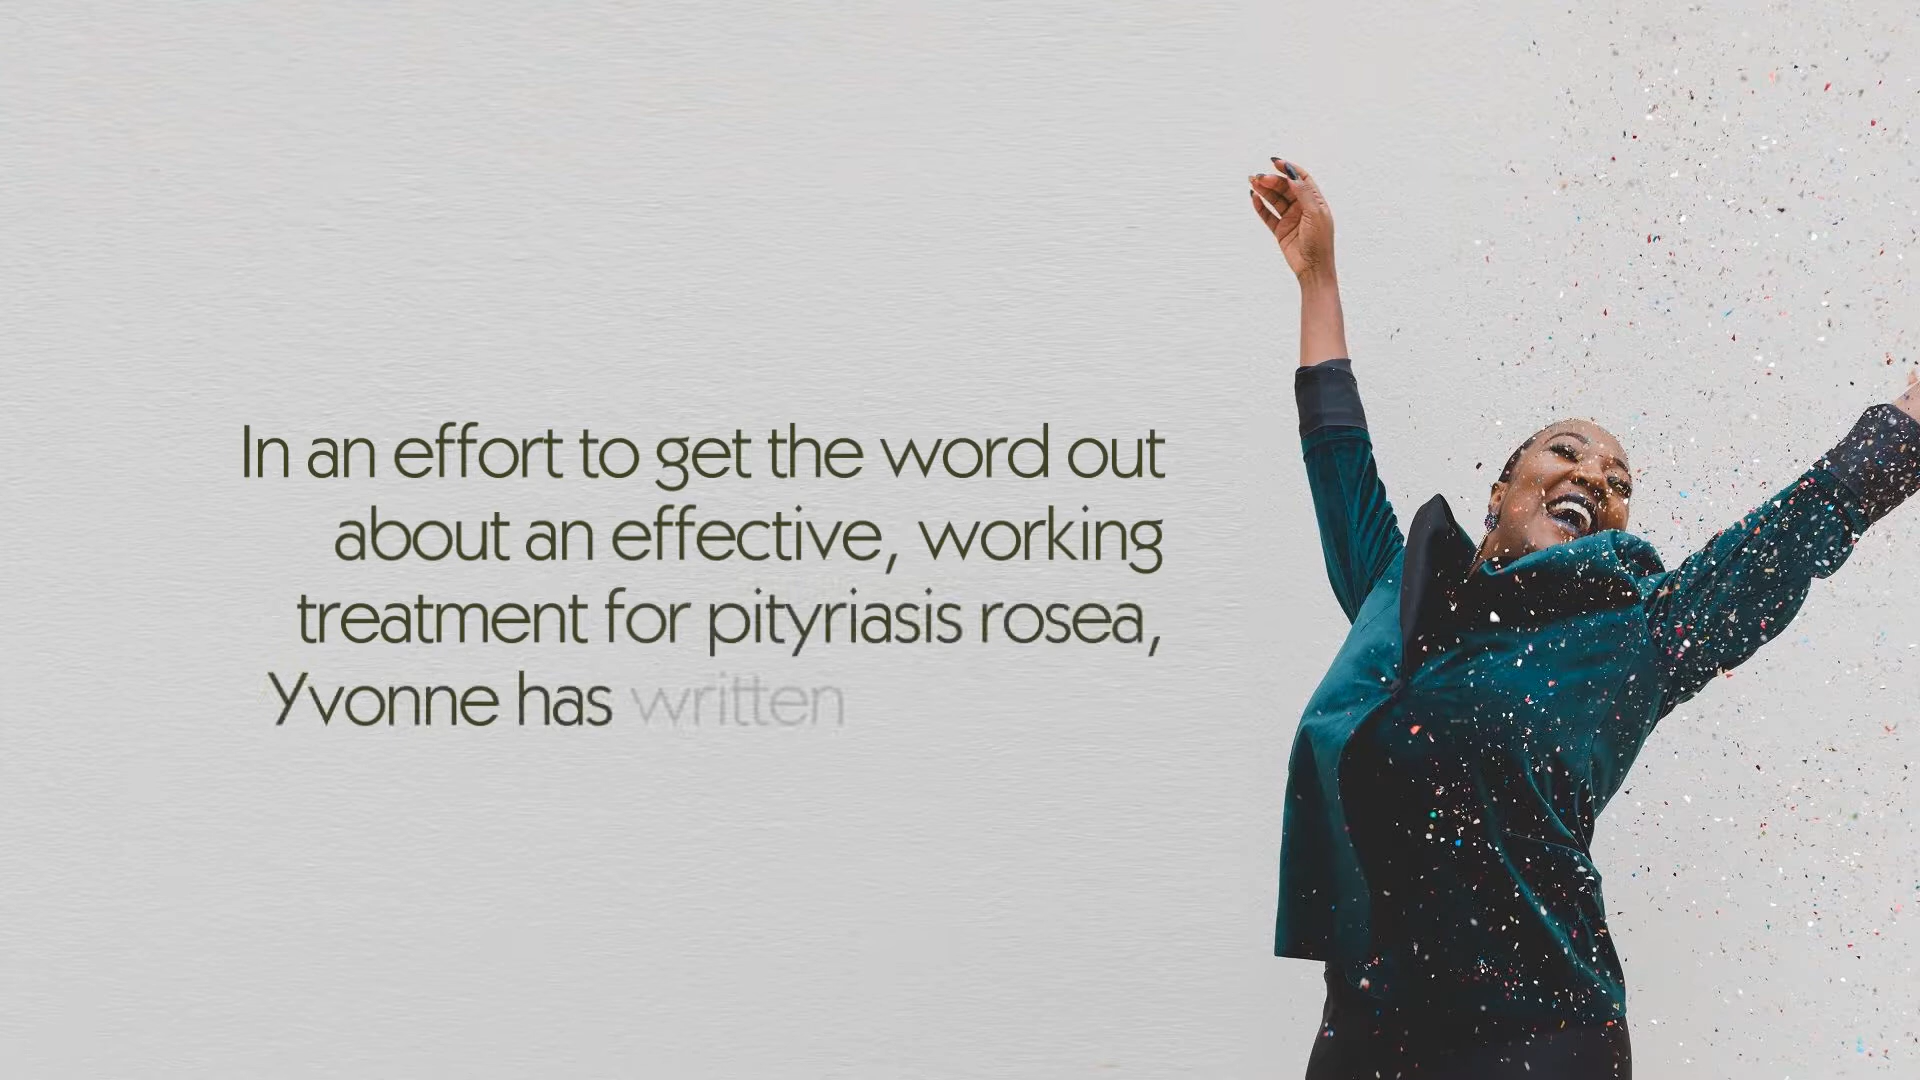 In an effort to get the word out
about an effective, working
treatment for pityriasis rosea,
Yvonne has written